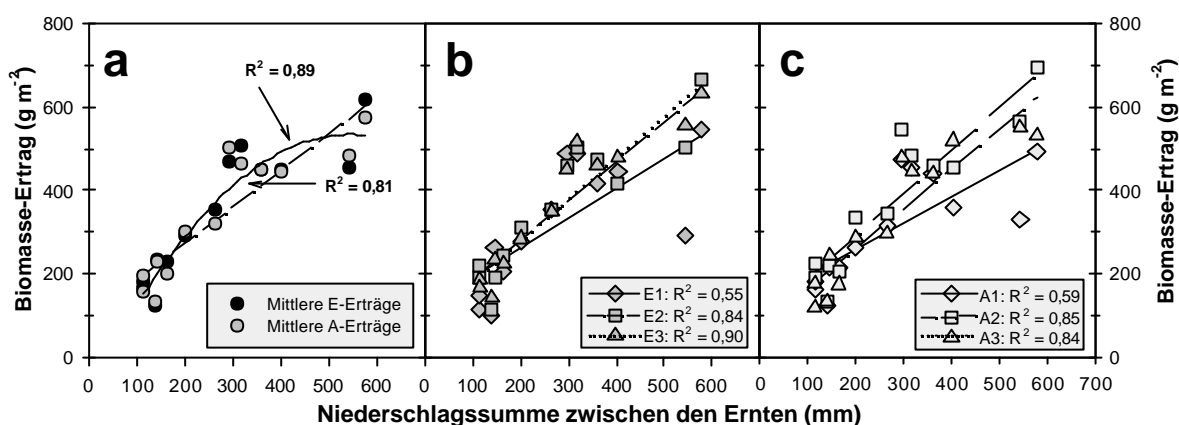 a
R² = 0,89
R² = 0,81
Mittlere E-Erträge
Mittlere A-Erträge
Biomasse-Ertrag (g m⁻²)
800
600
400
200
0
0 100 200 300 400 500 600
b
E1: R² = 0,55
E2: R² = 0,84
E3: R² = 0,90
0 100 200 300 400 500 600
c
A1: R² = 0,59
A2: R² = 0,85
A3: R² = 0,84
0 100 200 300 400 500 600 700
800
600
400
200
0
Biomasse-Ertrag (g m⁻²)
Niederschlagssumme zwischen den Ernten (mm)